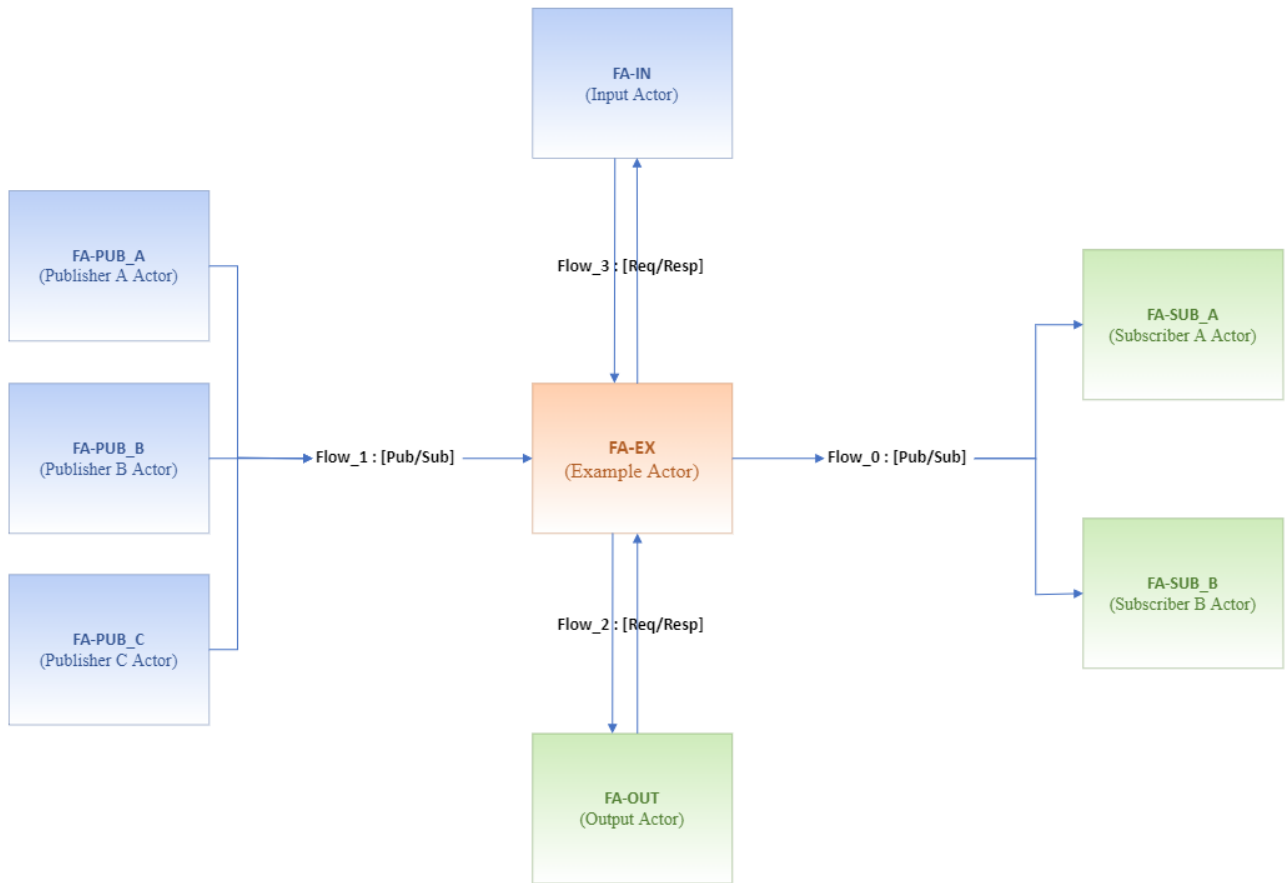 FA-IN
(Input Actor)
FA-PUB_A
(Publisher A Actor)
Flow_3 : [Req/Resp]
FA-SUB_A
(Subscriber A Actor)
FA-PUB_B
(Publisher B Actor)
Flow_1 : [Pub/Sub]
FA-EX
(Example Actor)
Flow_0 : [Pub/Sub]
FA-PUB_C
(Publisher C Actor)
Flow_2 : [Req/Resp]
FA-SUB_B
(Subscriber B Actor)
FA-OUT
(Output Actor)